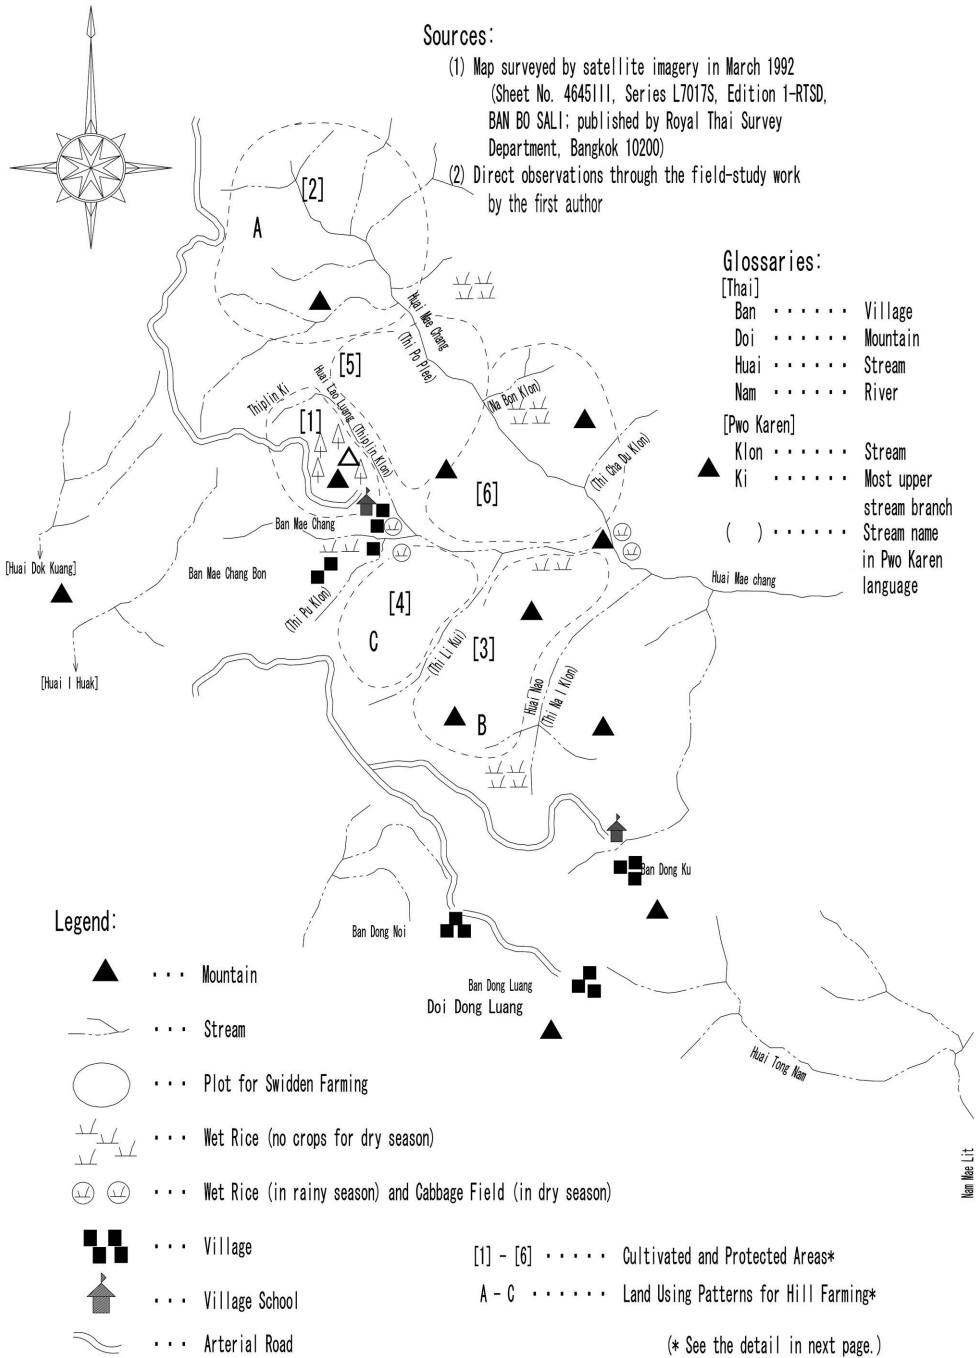 Sources:
(1) Map surveyed by satellite imagery in March 1992
(Sheet No. 4645III, Series L7017S, Edition 1-RTSD,
BAN BO SALI; published by Royal Thai Survey
Department, Bangkok 10200)
(2) Direct observations through the field-study work
by the first author
[2]
A
Glossaries:
[Thai]
Ban ・・・・・・ Village
Doi ・・・・・・ Mountain
Huai ・・・・・・ Stream
Nam ・・・・・・ River
[Pwo Karen]
Klon ・・・・・・ Stream
Ki ・・・・・・ Most upper
stream branch
( ) ・・・・・・ Stream name
in Pwo Karen
language
Huai Mae Chang
(Thi Po Plee)
[5]
Thiplin Ki
Huai Lao Luang (Thiplin Klon)
(Na Bon Klon)
[1]
(Thi Cha Du Klon)
[6]
Ban Mae Chang
[Huai Dok Kuang]
Ban Mae Chang Bon
Huai Mae chang
(Thi Pu Klon)
[4]
C
(Thi Li Kui)
[3]
[Huai I Huak]
Huai Nao
(Thi Na I Klon)
B
Ban Dong Ku
Ban Dong Noi
Ban Dong Luang
Doi Dong Luang
Huai Tong Nam
Nam Mae Lit
Legend:
・・・ Mountain
・・・ Stream
・・・ Plot for Swidden Farming
・・・ Wet Rice (no crops for dry season)
・・・ Wet Rice (in rainy season) and Cabbage Field (in dry season)
・・・ Village
・・・ Village School
・・・ Arterial Road
[1] - [6] ・・・・・ Cultivated and Protected Areas*
A - C ・・・・・・ Land Using Patterns for Hill Farming*
(* See the detail in next page.)